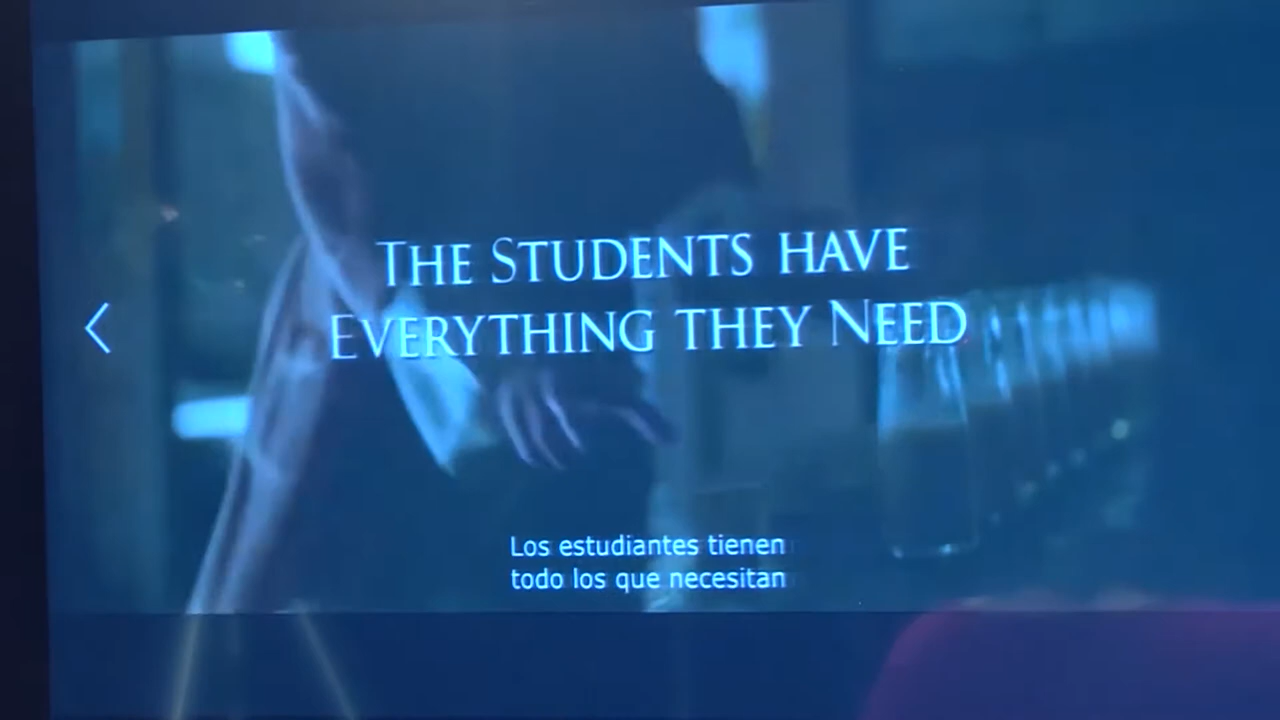 THE STUDENTS HAVE
EVERYTHING THEY NEED
Los estudiantes tienen
todo los que necesitan